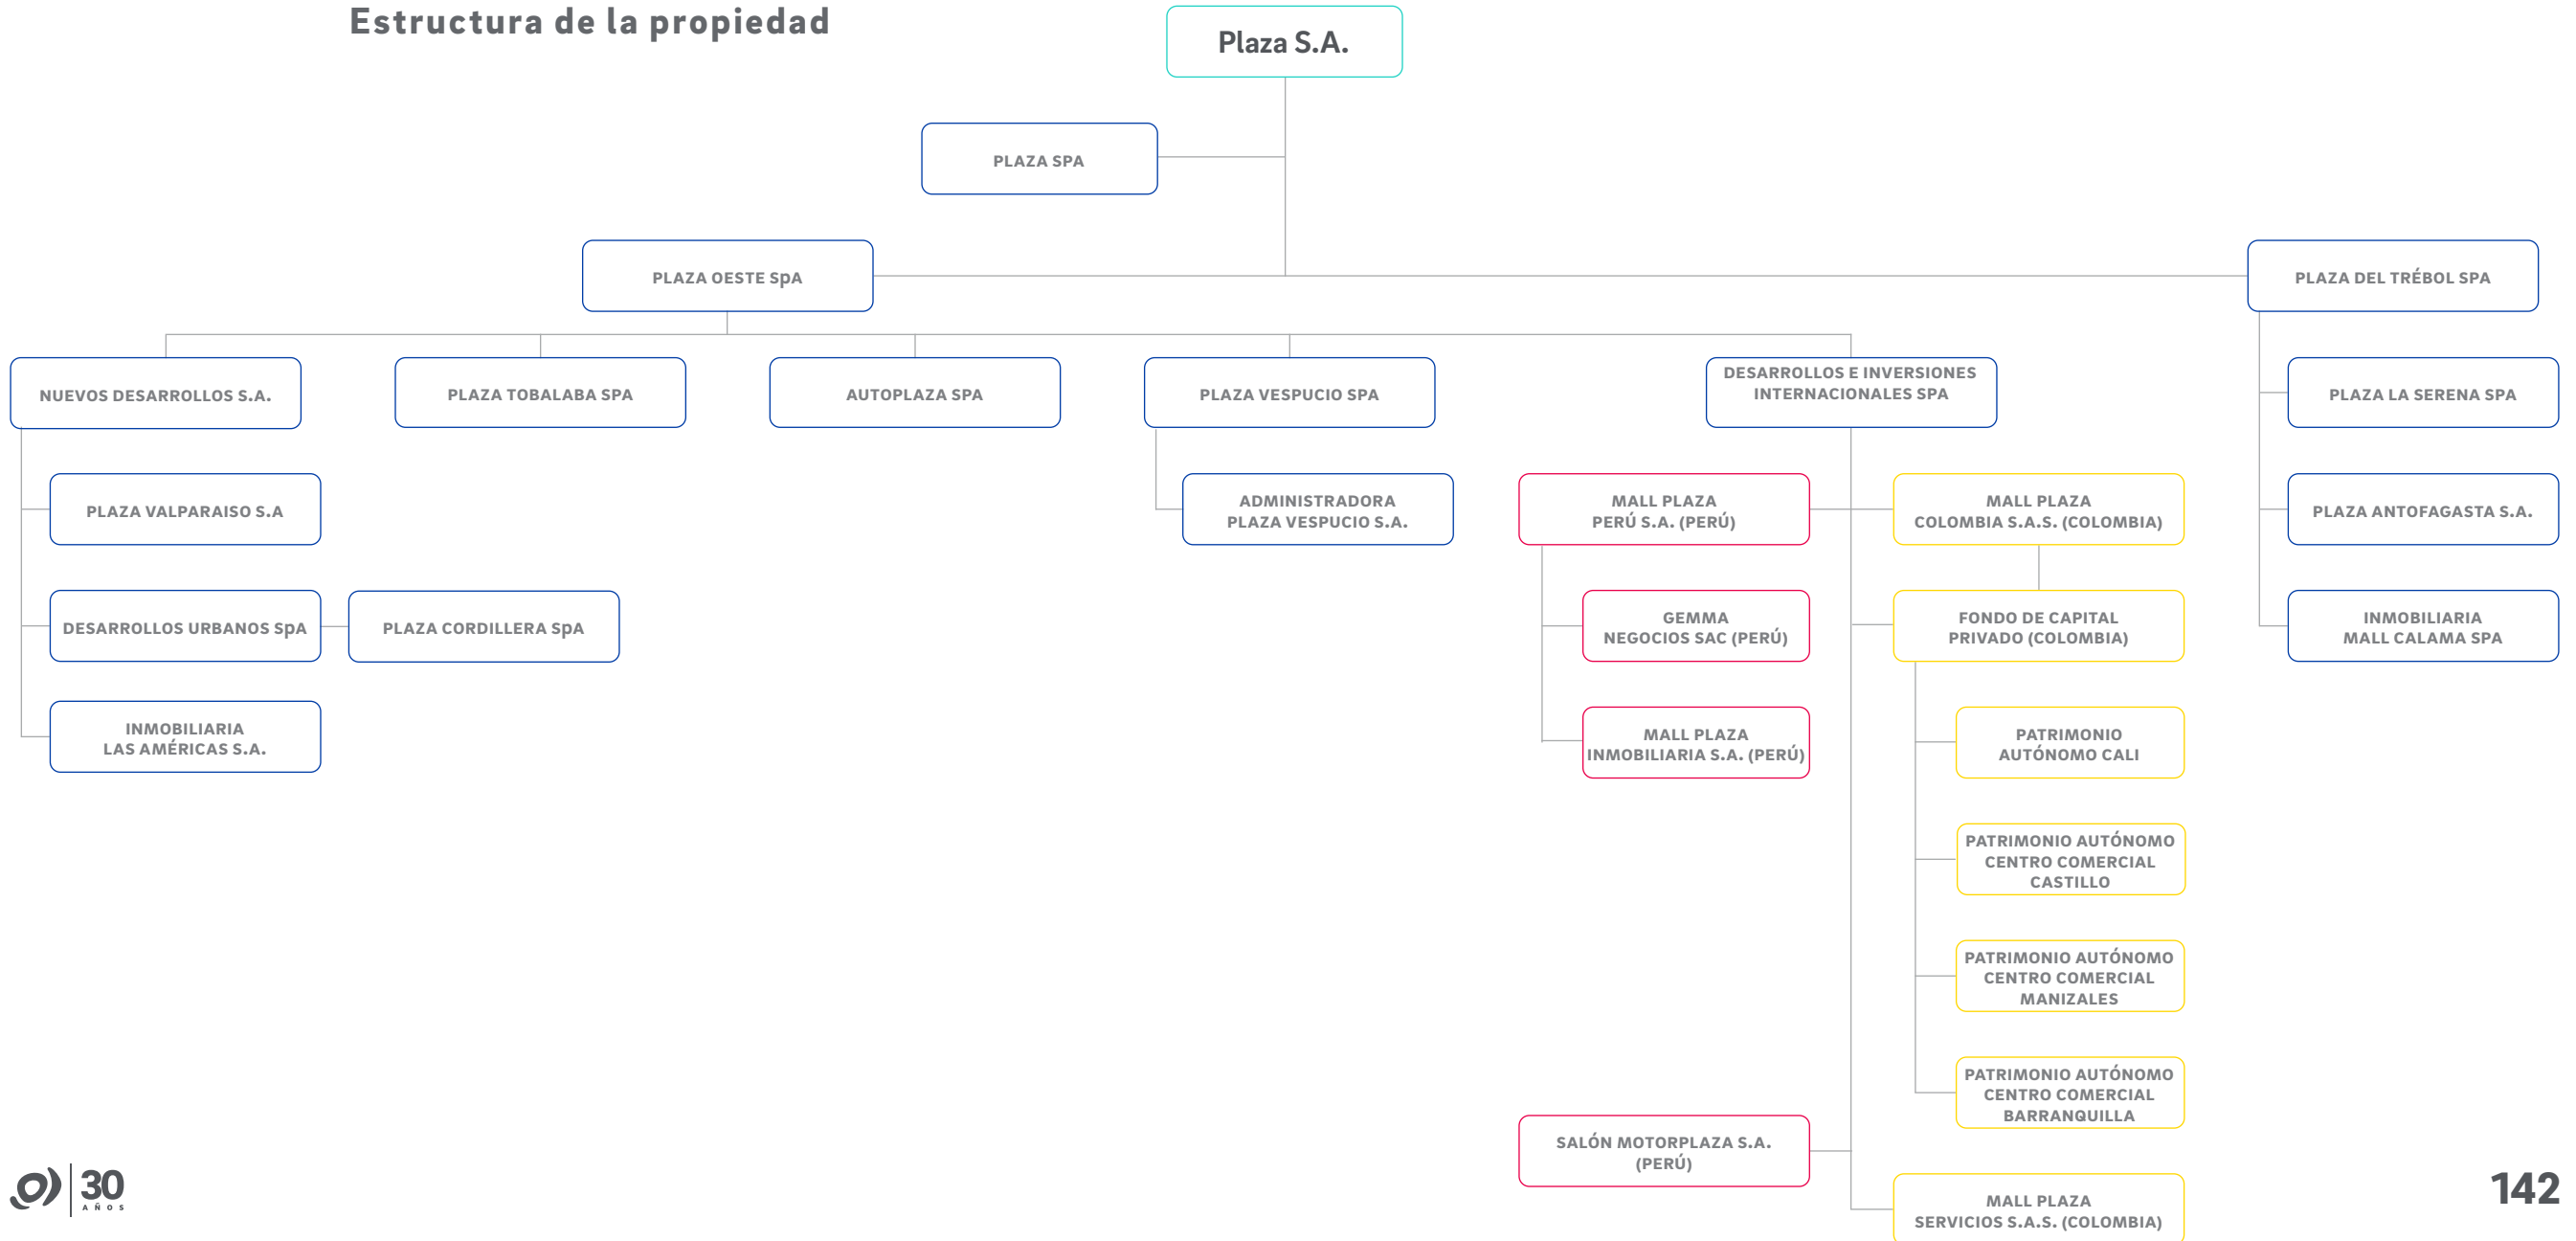 Estructura de la propiedad
Plaza S.A.
PLAZA SPA
PLAZA OESTE SpA
PLAZA DEL TRÉBOL SPA
NUEVOS DESARROLLOS S.A.
PLAZA TOBALABA SPA
AUTOPLAZA SPA
PLAZA VESPUCIO SPA
DESARROLLOS E INVERSIONES
INTERNACIONALES SPA
PLAZA LA SERENA SPA
PLAZA VALPARAISO S.A
ADMINISTRADORA
PLAZA VESPUCIO S.A.
MALL PLAZA
PERÚ S.A. (PERÚ)
MALL PLAZA
COLOMBIA S.A.S. (COLOMBIA)
PLAZA ANTOFAGASTA S.A.
DESARROLLOS URBANOS SpA
PLAZA CORDILLERA SpA
GEMMA
NEGOCIOS SAC (PERÚ)
FONDO DE CAPITAL
PRIVADO (COLOMBIA)
INMOBILIARIA
MALL CALAMA SPA
INMOBILIARIA
LAS AMÉRICAS S.A.
MALL PLAZA
INMOBILIARIA S.A. (PERÚ)
PATRIMONIO
AUTÓNOMO CALI
PATRIMONIO AUTÓNOMO
CENTRO COMERCIAL
CASTILLO
PATRIMONIO AUTÓNOMO
CENTRO COMERCIAL
MANIZALES
PATRIMONIO AUTÓNOMO
CENTRO COMERCIAL
BARRANQUILLA
SALÓN MOTORPLAZA S.A.
(PERÚ)
MALL PLAZA
SERVICIOS S.A.S. (COLOMBIA)
30
AÑOS
142